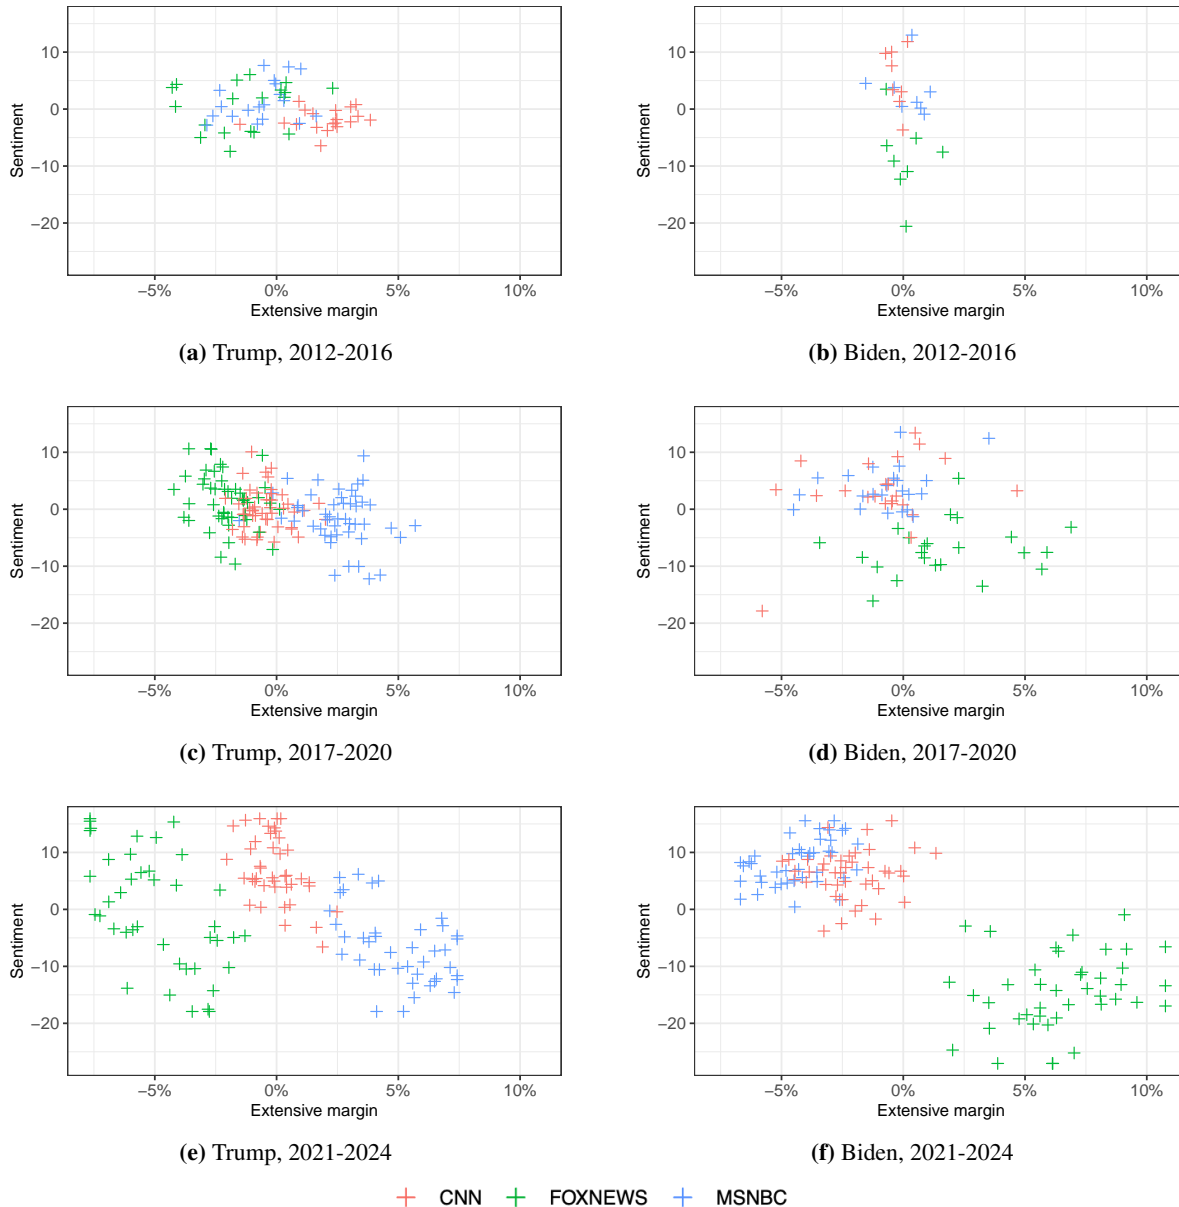 10
0
−10
−20
Sentiment
−5% 0% 5% 10%
Extensive margin
(a) Trump, 2012-2016
10
0
−10
−20
Sentiment
−5% 0% 5% 10%
Extensive margin
(b) Biden, 2012-2016
10
0
−10
−20
Sentiment
−5% 0% 5% 10%
Extensive margin
(c) Trump, 2017-2020
10
0
−10
−20
Sentiment
−5% 0% 5% 10%
Extensive margin
(d) Biden, 2017-2020
10
0
−10
−20
Sentiment
−5% 0% 5% 10%
Extensive margin
(e) Trump, 2021-2024
10
0
−10
−20
Sentiment
−5% 0% 5% 10%
Extensive margin
(f) Biden, 2021-2024
CNN FOXNEWS MSNBC